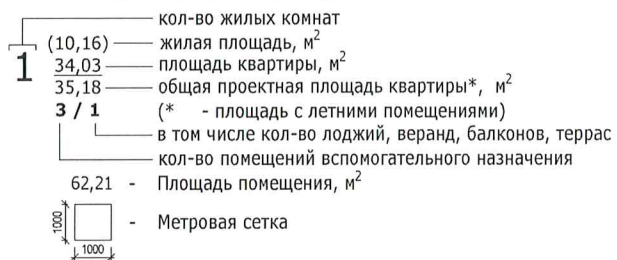 кол-во жилых комнат
1
(10,16) жилая площадь, м²
34,03 площадь квартиры, м²
35,18 общая проектная площадь квартиры*, м²
3 / 1 (* - площадь с летними помещениями)
в том числе кол-во лоджий, веранд, балконов, террас
кол-во помещений вспомогательного назначения
62,21 - Площадь помещения, м²
1000 - Метровая сетка
1000